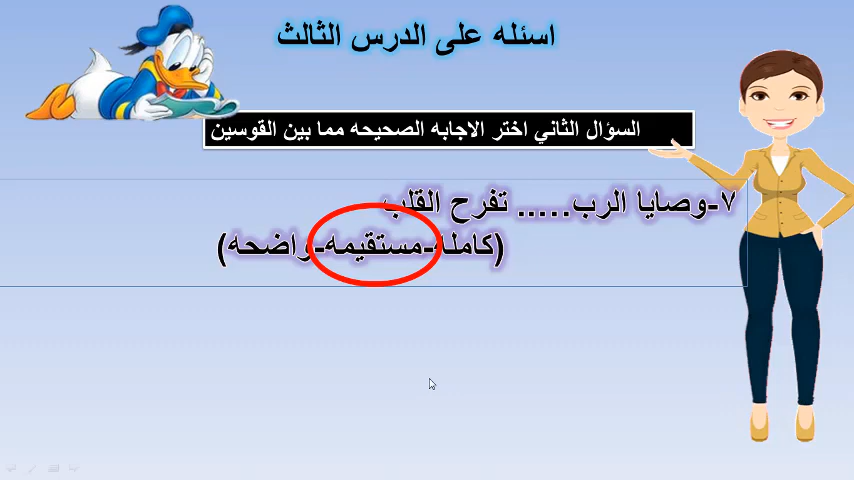 اسئله على الدرس الثالث
السؤال الثاني اختر الاجابه الصحيحه مما بين القوسين
٧-وصايا الرب..... تفرح القلب
(كامله-مستقيمه-واضحه)